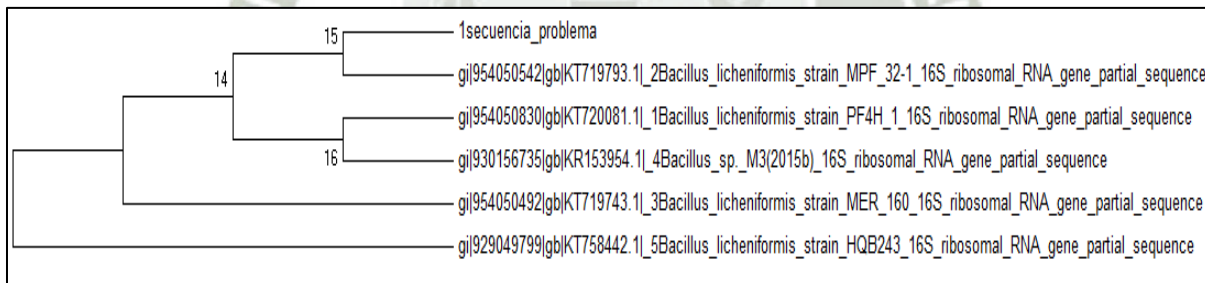 15
1secuencia_problema
gi|954050542|gb|KT719793.1|_2Bacillus_licheniformis_strain_MPF_32-1_16S_ribosomal_RNA_gene_partial_sequence
14
gi|954050830|gb|KT720081.1|_1Bacillus_licheniformis_strain_PF4H_1_16S_ribosomal_RNA_gene_partial_sequence
16
gi|930156735|gb|KR153954.1|_4Bacillus_sp._M3(2015b)_16S_ribosomal_RNA_gene_partial_sequence
gi|954050492|gb|KT719743.1|_3Bacillus_licheniformis_strain_MER_160_16S_ribosomal_RNA_gene_partial_sequence
gi|929049799|gb|KT758442.1|_5Bacillus_licheniformis_strain_HQB243_16S_ribosomal_RNA_gene_partial_sequence